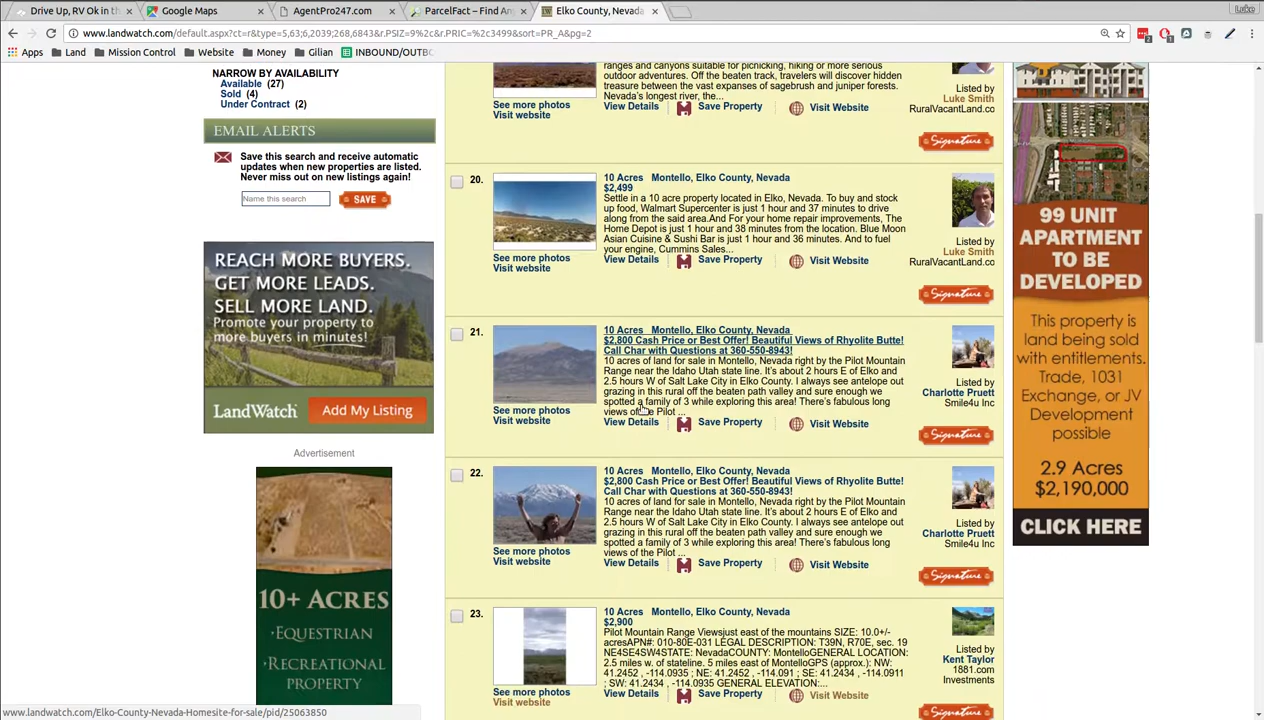 Drive Up, RV Ok in th
Google Maps
AgentPro247.com
ParcelFact – Find An
Elko County, Nevada
Luke
www.landwatch.com/default.aspx?ct=r&type=5,63;6,2039;268,6843&r.PSIZ=9%2c&r.PRIC=%2c3499&sort=PR_A&pg=2
Apps
Land
Mission Control
Website
Money
Gilian
INBOUND/OUTBO
NARROW BY AVAILABILITY
Available (27)
Sold (4)
Under Contract (2)
EMAIL ALERTS
Save this search and receive automatic
updates when new properties are listed.
Never miss out on new listings again!
Name this search
SAVE
REACH MORE BUYERS.
GET MORE LEADS.
SELL MORE LAND.
Promote your property to
more buyers in minutes!
LANDWATCH
Add My Listing
Advertisement
10+ ACRES
·EQUESTRIAN
·RECREATIONAL
PROPERTY
ranges and canyons suitable for picnicking, hiking or more serious
outdoor adventures. Off the beaten track, travelers will discover hidden
treasure between the vast expanses of sagebrush and juniper forests.
Nevada's longest river, the...
See more photos
Visit website
View Details
Save Property
Visit Website
Listed by
Luke Smith
RuralVacantLand.co
Signature
20.
10 Acres Montello, Elko County, Nevada
$2,499
Settle in a 10 acre property located in Elko, Nevada. To buy and stock
up food, Walmart Supercenter is just 1 hour and 37 minutes to drive
along from the said area.And For your home repair improvements, The
Home Depot is just 1 hour and 38 minutes from the location. Blue Moon
Asian Cuisine & Sushi Bar is just 1 hour and 36 minutes. And to fuel
your engine, Cummins Sales...
See more photos
Visit website
View Details
Save Property
Visit Website
Listed by
Luke Smith
RuralVacantLand.co
Signature
21.
10 Acres Montello, Elko County, Nevada
$2,800 Cash Price or Best Offer! Beautiful Views of Rhyolite Butte!
Call Char with Questions at 360-550-8943!
10 acres of land for sale in Montello, Nevada right by the Pilot Mountain
Range near the Idaho Utah state line. It's about 2 hours E of Elko and
2.5 hours W of Salt Lake City in Elko County. I always see antelope out
grazing in this rural off the beaten path valley and sure enough we
spotted a family of 3 while exploring this area! There's fabulous long
views of the Pilot ...
See more photos
Visit website
View Details
Save Property
Visit Website
Listed by
Charlotte Pruett
Smile4u Inc
Signature
22.
10 Acres Montello, Elko County, Nevada
$2,800 Cash Price or Best Offer! Beautiful Views of Rhyolite Butte!
Call Char with Questions at 360-550-8943!
10 acres of land for sale in Montello, Nevada right by the Pilot Mountain
Range near the Idaho Utah state line. It's about 2 hours E of Elko and
2.5 hours W of Salt Lake City in Elko County. I always see antelope out
grazing in this rural off the beaten path valley and sure enough we
spotted a family of 3 while exploring this area! There's fabulous long
views of the Pilot ...
See more photos
Visit website
View Details
Save Property
Visit Website
Listed by
Charlotte Pruett
Smile4u Inc
Signature
23.
10 Acres Montello, Elko County, Nevada
$2,900
Pilot Mountain Range Viewsjust east of the mountains SIZE: 10.0+/-
acresAPN#: 010-80E-031 LEGAL DESCRIPTION: T39N, R70E, sec. 19
NE4SE4SW4STATE: NevadaCOUNTY: MontelloGENERAL LOCATION:
2.5 miles w. of stateline. 5 miles east of MontelloGPS (approx.): NW:
41.2452 , -114.0935; NE: 41.2452 , -114.091 ; SE: 41.2434 , -114.0911
; SW: 41.2434 , -114.0935 GENERAL ELEVATION:...
See more photos
Visit website
View Details
Save Property
Visit Website
Listed by
Kent Taylor
1881.com
Investments
Signature
99 UNIT
APARTMENT
TO BE
DEVELOPED
This property is
land being sold
with entitlements.
Trade, 1031
Exchange, or JV
Development
possible
2.9 Acres
$2,190,000
CLICK HERE
www.landwatch.com/Elko-County-Nevada-Homesite-for-sale/pid/25063850